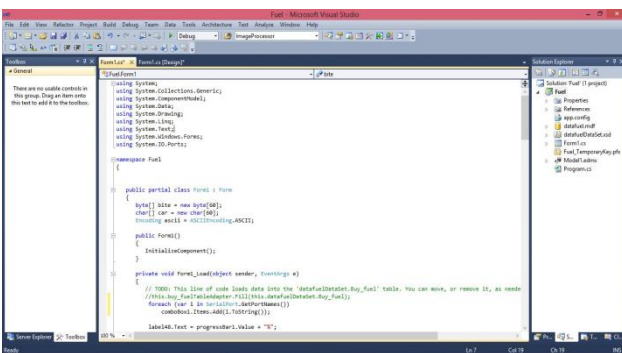 Fuel - Microsoft Visual Studio
File Edit View Refactor Project Build Debug Team Data Tools Architecture Test Analyze Window Help
Debug
ImageProcessor
Toolbox
General
There are no usable controls in
this group. Drag an item onto
this text to add it to the toolbox.
Form1.cs* Form1.cs [Design]*
Fuel.Form1
bite
using System;
using System.Collections.Generic;
using System.ComponentModel;
using System.Data;
using System.Drawing;
using System.Linq;
using System.Text;
using System.Windows.Forms;
using System.IO.Ports;
namespace Fuel
{
public partial class Form1 : Form
{
byte[] bite = new byte[60];
char[] car = new char[60];
Encoding ascii = ASCIIEncoding.ASCII;
public Form1()
{
InitializeComponent();
}
private void Form1_Load(object sender, EventArgs e)
{
// TODO: This line of code loads data into the 'datafuelDataSet.Buy_fuel' table. You can move, or remove it, as neede
//this.buy_fuelTableAdapter.Fill(this.datafuelDataSet.Buy_fuel);
foreach (var i in SerialPort.GetPortNames())
comboBox1.Items.Add(i.ToString());
label48.Text = progressBar1.Value + "%";
100 %
Solution Explorer
Solution 'Fuel' (1 project)
Fuel
Properties
References
app.config
datafuel.mdf
datafuelDataSet.xsd
Form1.cs
Fuel_TemporaryKey.pfx
Model1.edmx
Program.cs
Server Explorer Toolbox
Ready
Ln 7
Col 19
Ch 19
INS